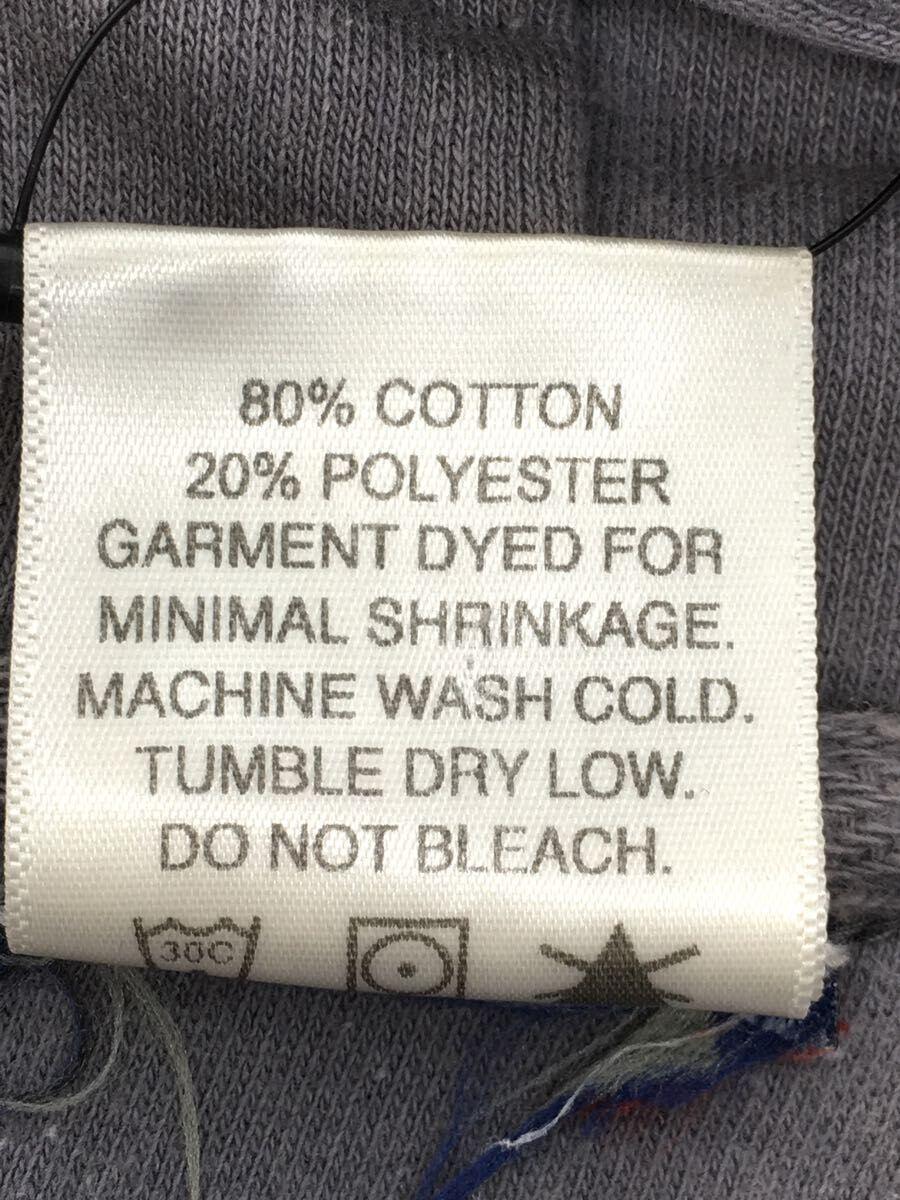 80% COTTON
20% POLYESTER
GARMENT DYED FOR
MINIMAL SHRINKAGE.
MACHINE WASH COLD.
TUMBLE DRY LOW.
DO NOT BLEACH.
30C